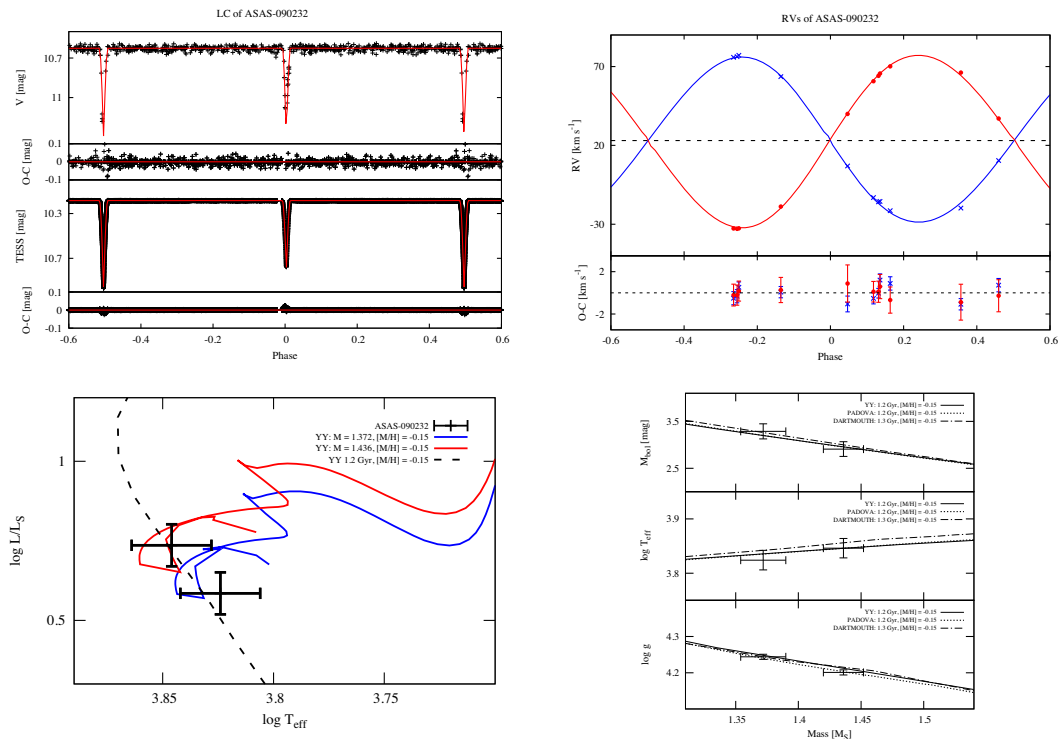 LC of ASAS-090232
V [mag]
10.7
11
O-C [mag]
0.1
0
-0.1
TESS [mag]
10.3
10.7
O-C [mag]
0.1
0
-0.1
-0.6 -0.4 -0.2 0 0.2 0.4 0.6
Phase
RVs of ASAS-090232
RV [km s⁻¹]
70
20
-30
O-C [km s⁻¹]
2
-2
-0.6 -0.4 -0.2 0 0.2 0.4 0.6
Phase
ASAS-090232
YY: M = 1.372, [M/H] = -0.15
YY: M = 1.436, [M/H] = -0.15
YY 1.2 Gyr, [M/H] = -0.15
log L/L_S
1
0.5
3.85 3.8 3.75
log T_eff
YY: 1.2 Gyr, [M/H] = -0.15
PADOVA: 1.2 Gyr, [M/H] = -0.15
DARTMOUTH: 1.3 Gyr, [M/H] = -0.15
M_bol [mag]
3.5
2.5
YY: 1.2 Gyr, [M/H] = -0.15
PADOVA: 1.2 Gyr, [M/H] = -0.15
DARTMOUTH: 1.3 Gyr, [M/H] = -0.15
log T_eff
3.9
3.8
YY: 1.2 Gyr, [M/H] = -0.15
PADOVA: 1.2 Gyr, [M/H] = -0.15
DARTMOUTH: 1.3 Gyr, [M/H] = -0.15
log g
4.3
4.2
1.35 1.4 1.45 1.5
Mass [M_S]